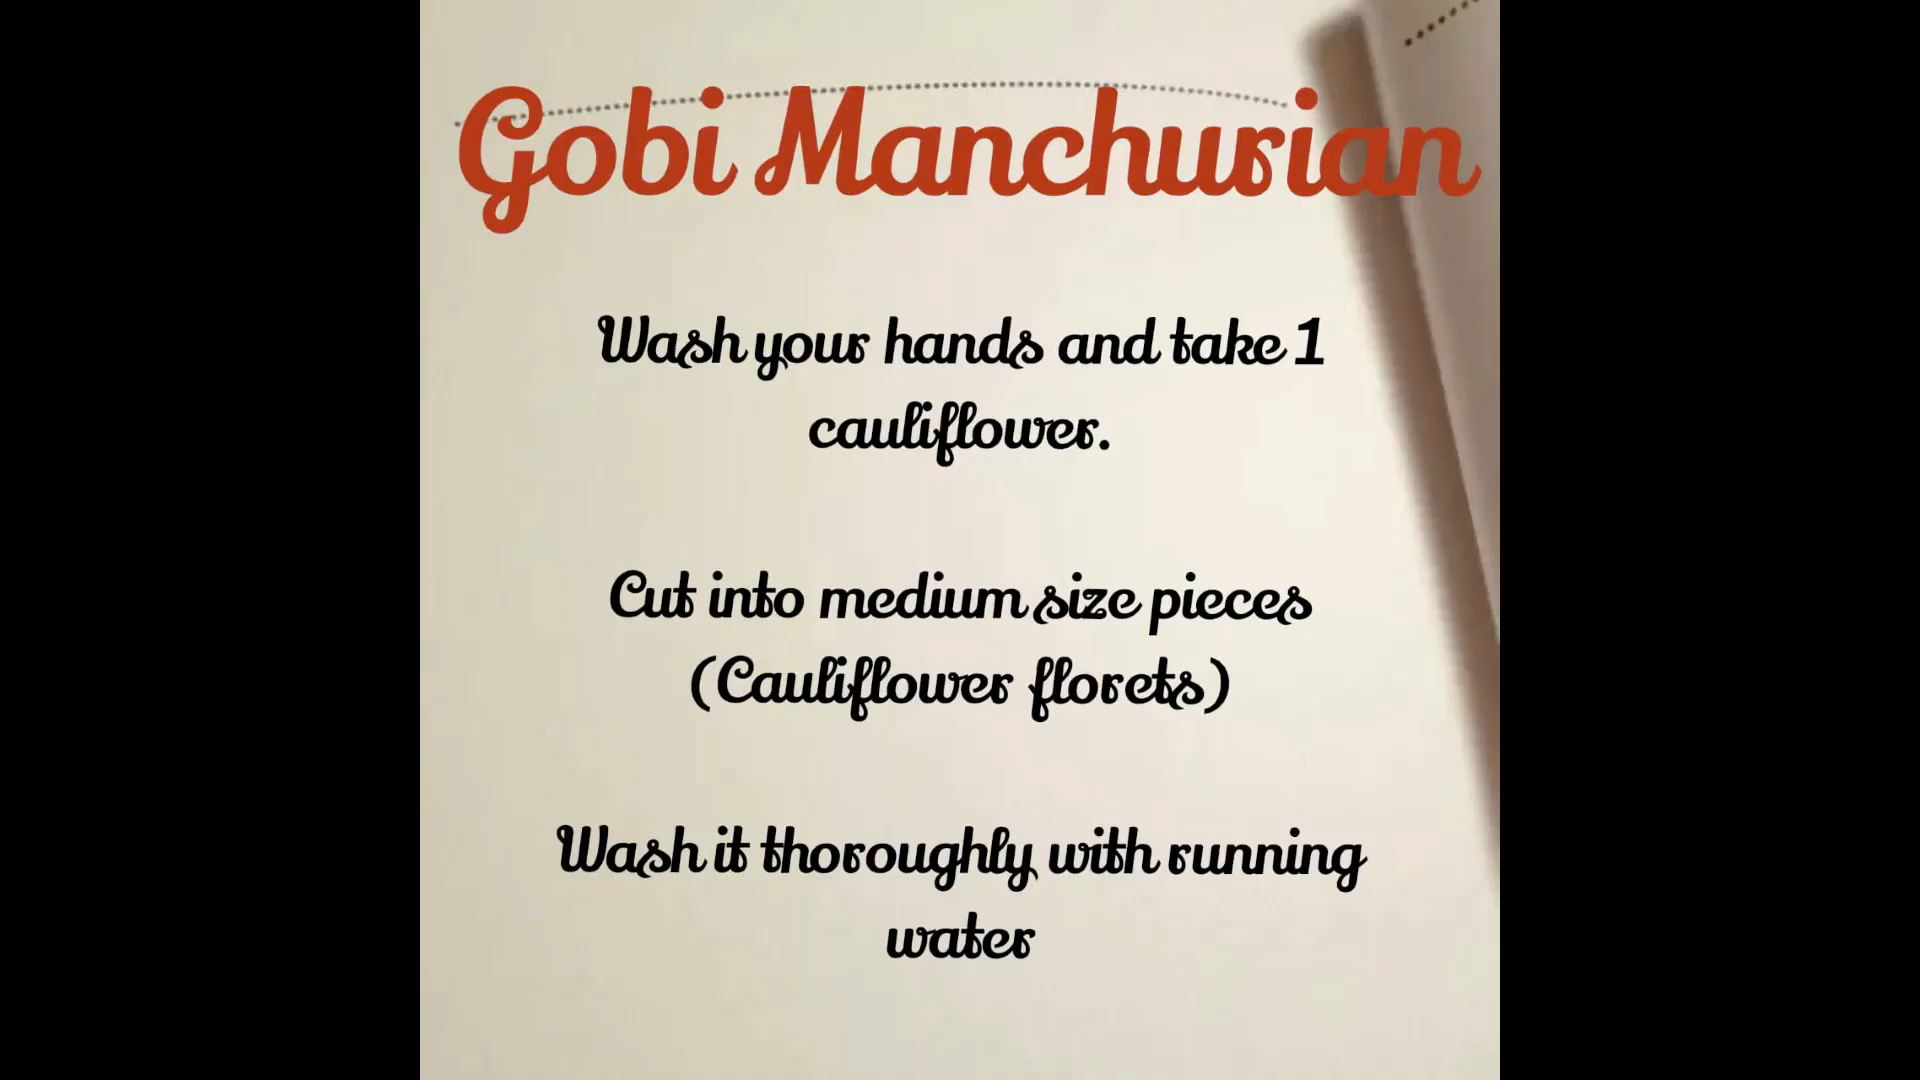 Gobi Manchurian
Wash your hands and take 1
cauliflower.
Cut into medium size pieces
(Cauliflower florets)
Wash it thoroughly with running
water